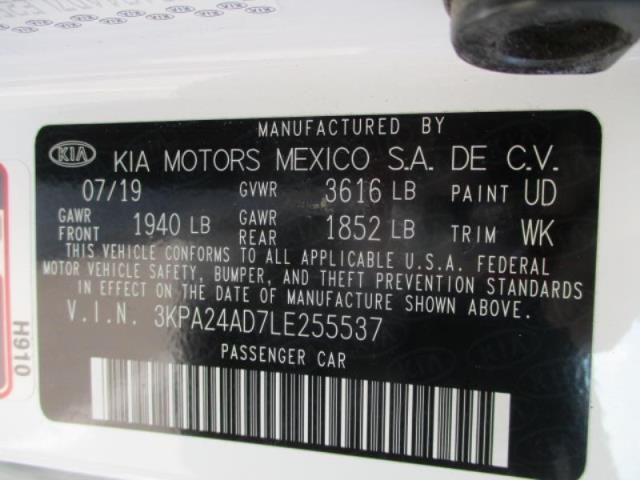 MANUFACTURED BY
KIA KIA MOTORS MEXICO S.A. DE C.V.
07/19 GVWR 3616 LB PAINT UD
GAWR FRONT 1940 LB GAWR REAR 1852 LB TRIM WK
THIS VEHICLE CONFORMS TO ALL APPLICABLE U.S.A. FEDERAL
MOTOR VEHICLE SAFETY, BUMPER, AND THEFT PREVENTION STANDARDS
IN EFFECT ON THE DATE OF MANUFACTURE SHOWN ABOVE.
V.I.N. 3KPA24AD7LE255537
PASSENGER CAR
H910